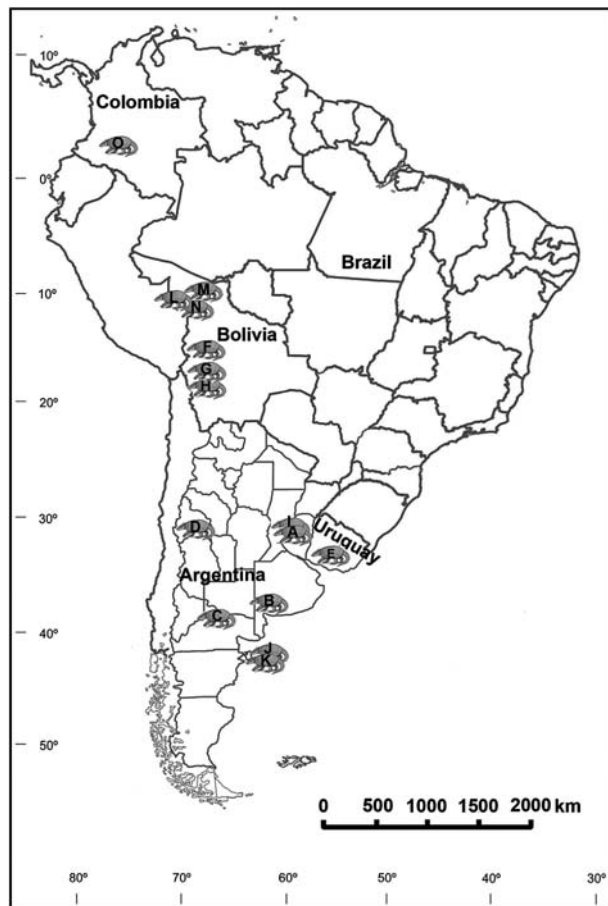 10º
Colombia
O
0º
Brazil
10º
M
L
N
Bolivia
F
G
H
20º
30º
D
I
A
Uruguay
E
Argentina
B
C
40º
J
K
50º
0 500 1000 1500 2000 km
80º 70º 60º 50º 40º 30º